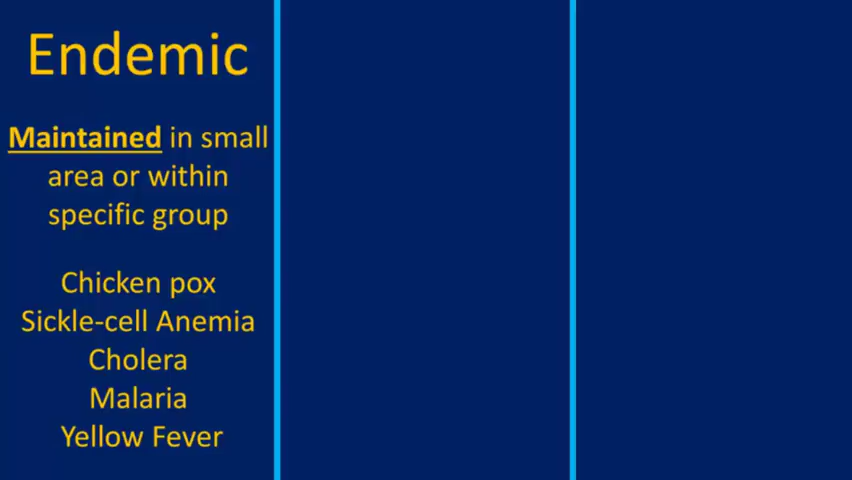 Endemic
Maintained in small
area or within
specific group
Chicken pox
Sickle-cell Anemia
Cholera
Malaria
Yellow Fever